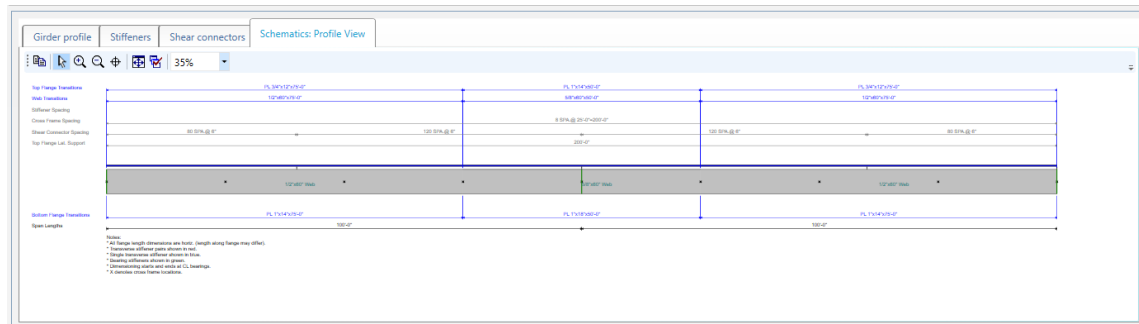 Girder profile Stiffeners Shear connectors Schematics: Profile View
35%
Top Flange Transitions PL 3/4"x12"x75'-0" PL 1"x14"x50'-0" PL 3/4"x12"x75'-0"
Web Transitions 1/2"x60"x75'-0" 5/8"x60"x50'-0" 1/2"x60"x75'-0"
Stiffener Spacing
Cross Frame Spacing 8 SPA.@ 25'-0"=200'-0"
Shear Connector Spacing 80 SPA.@ 6" 120 SPA.@ 6" 120 SPA.@ 6" 80 SPA.@ 6"
Top Flange Lat. Support 200'-0"
1/2"x60" Web 5/8"x60" Web 1/2"x60" Web
Bottom Flange Transitions PL 1"x14"x75'-0" PL 1"x18"x50'-0" PL 1"x14"x75'-0"
Span Lengths 100'-0" 100'-0"
Notes:
* All flange length dimensions are horiz. (length along flange may differ).
* Transverse stiffener pairs shown in red.
* Single transverse stiffener shown in blue.
* Bearing stiffeners shown in green.
* Dimensioning starts and ends at CL bearings.
* X denotes cross frame locations.